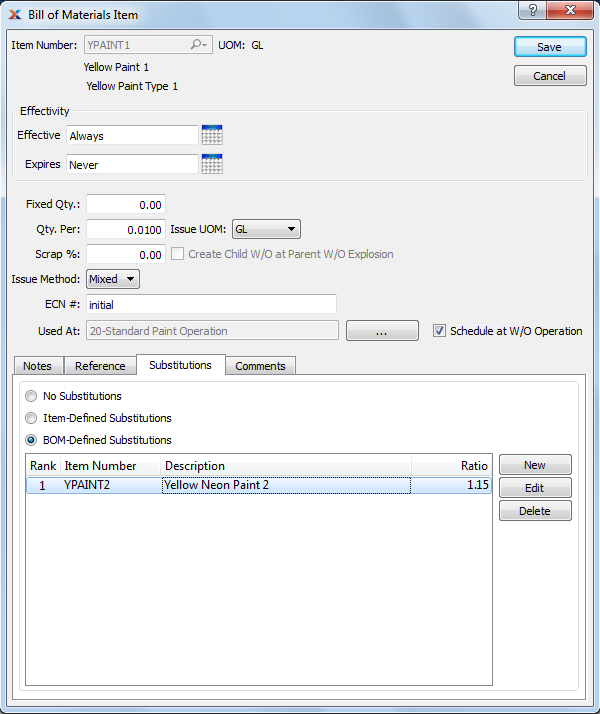 Bill of Materials Item
Item Number: YPAINT1 UOM: GL Save
Yellow Paint 1
Cancel
Yellow Paint Type 1
Effectivity
Effective Always
Expires Never
Fixed Qty.: 0.00
Qty. Per: 0.0100 Issue UOM: GL
Scrap %: 0.00 Create Child W/O at Parent W/O Explosion
Issue Method: Mixed
ECN #: initial
Used At: 20-Standard Paint Operation ... Schedule at W/O Operation
Notes Reference Substitutions Comments
No Substitutions
Item-Defined Substitutions
BOM-Defined Substitutions
Rank Item Number Description Ratio New
1 YPAINT2 Yellow Neon Paint 2 1.15 Edit
Delete